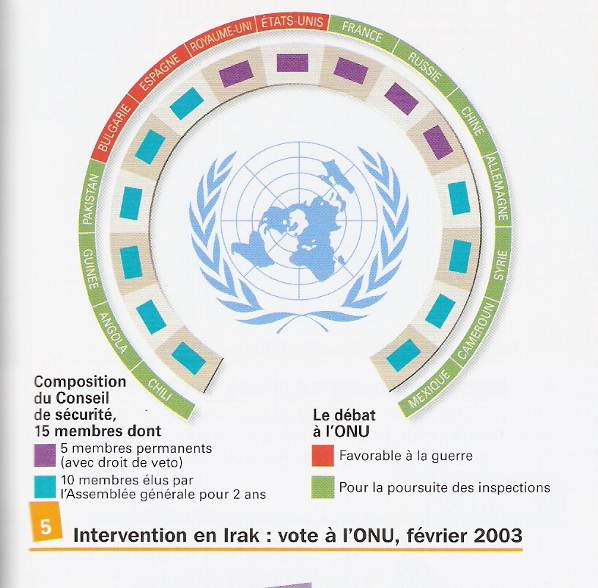 CHILI
ANGOLA
GUINÉE
PAKISTAN
BULGARIE
ESPAGNE
ROYAUME-UNI
ÉTATS-UNIS
FRANCE
RUSSIE
CHINE
ALLEMAGNE
SYRIE
CAMEROUN
MEXIQUE
Composition
du Conseil
de sécurité,
15 membres dont
5 membres permanents
(avec droit de veto)
10 membres élus par
l'Assemblée générale pour 2 ans
Le débat
à l'ONU
Favorable à la guerre
Pour la poursuite des inspections
5 Intervention en Irak : vote à l'ONU, février 2003